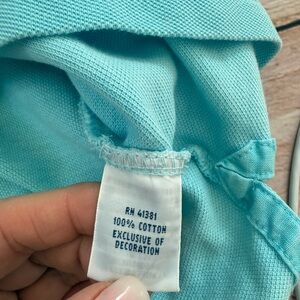 RN 41381
100% COTTON
EXCLUSIVE OF
DECORATION